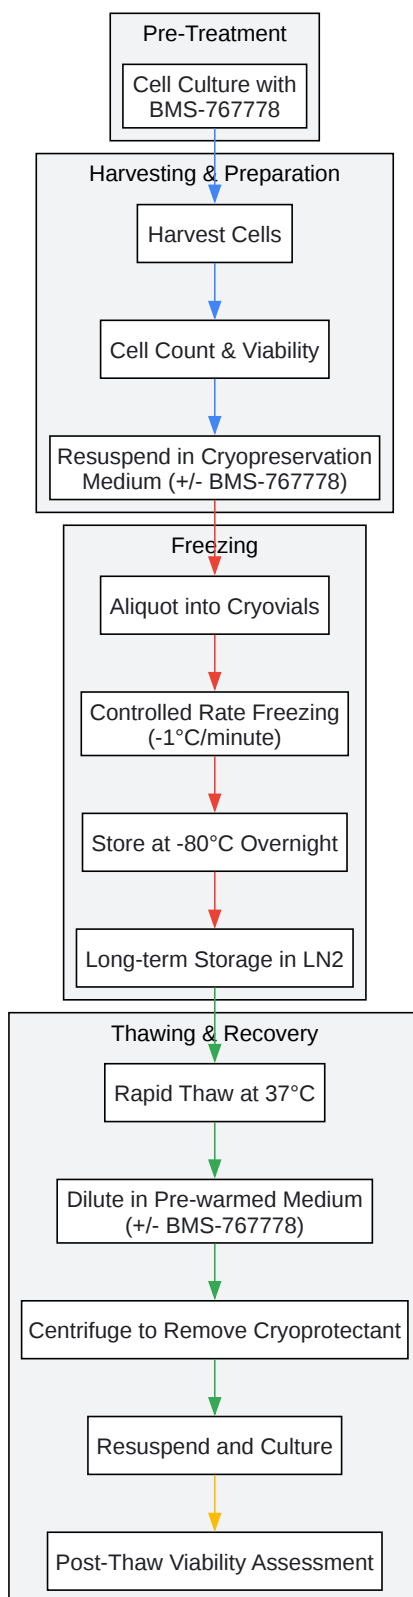 Pre-Treatment
Cell Culture with
BMS-767778
Harvesting & Preparation
Harvest Cells
Cell Count & Viability
Resuspend in Cryopreservation
Medium (+/- BMS-767778)
Freezing
Aliquot into Cryovials
Controlled Rate Freezing
(-1°C/minute)
Store at -80°C Overnight
Long-term Storage in LN2
Thawing & Recovery
Rapid Thaw at 37°C
Dilute in Pre-warmed Medium
(+/- BMS-767778)
Centrifuge to Remove Cryoprotectant
Resuspend and Culture
Post-Thaw Viability Assessment